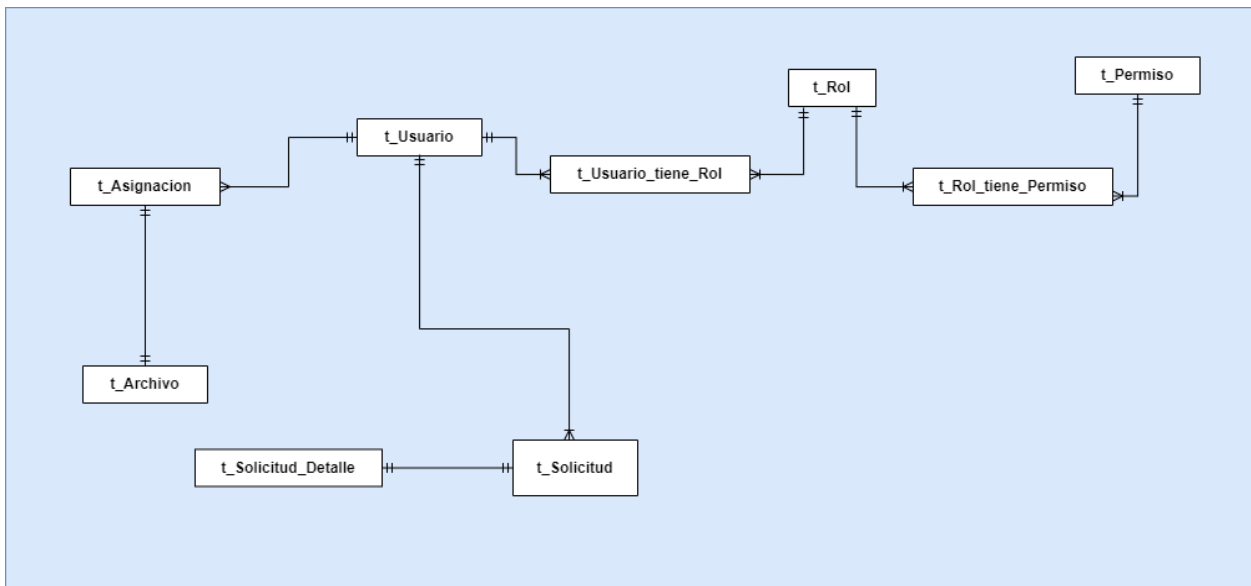 t_Permiso
t_Rol
t_Usuario
t_Usuario_tiene_Rol
t_Asignacion
t_Rol_tiene_Permiso
t_Archivo
t_Solicitud_Detalle
t_Solicitud